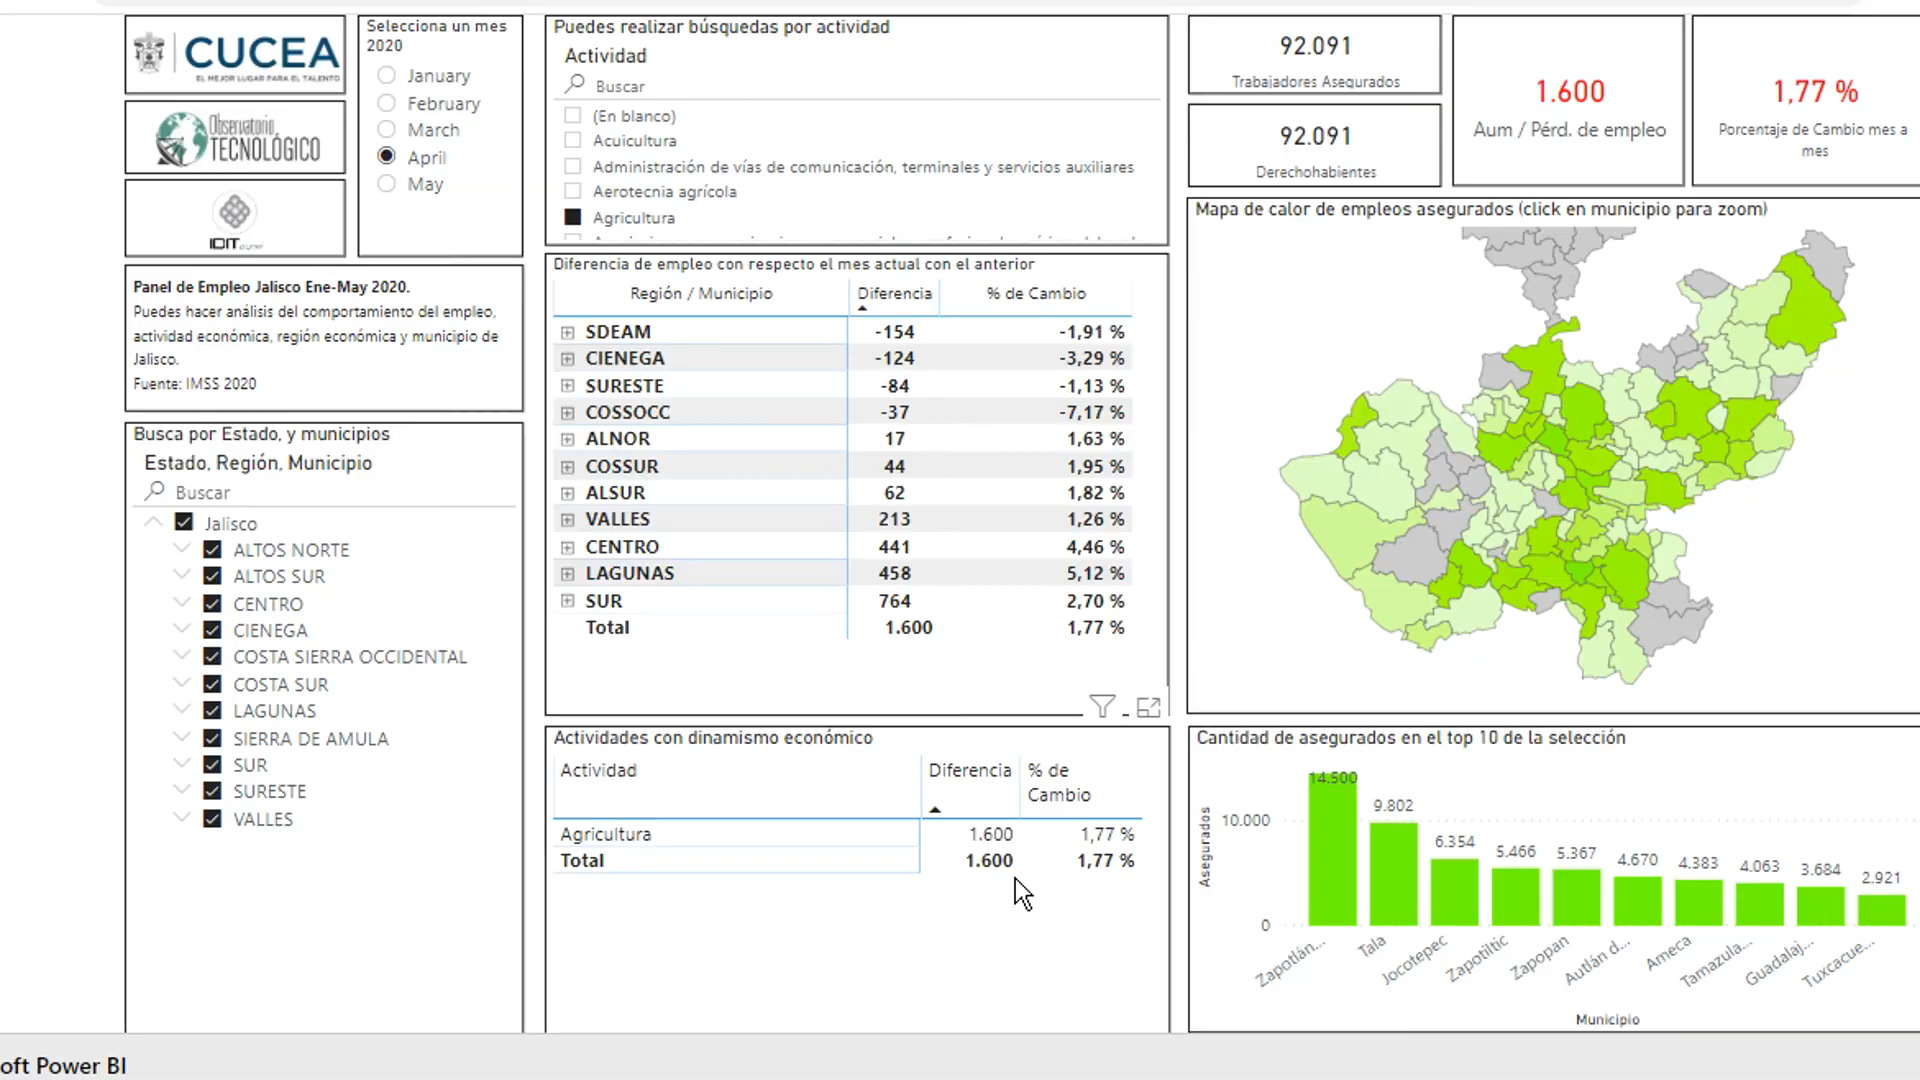 CUCEA
EL MEJOR LUGAR PARA EL TALENTO
Observatorio
TECNOLÓGICO
IDIT
Selecciona un mes
2020
January
February
March
April
May
Panel de Empleo Jalisco Ene-May 2020.
Puedes hacer análisis del comportamiento del empleo,
actividad económica, región económica y municipio de
Jalisco.
Fuente: IMSS 2020
Busca por Estado, y municipios
Estado, Región, Municipio
Buscar
Jalisco
ALTOS NORTE
ALTOS SUR
CENTRO
CIENEGA
COSTA SIERRA OCCIDENTAL
COSTA SUR
LAGUNAS
SIERRA DE AMULA
SUR
SURESTE
VALLES
Puedes realizar búsquedas por actividad
Actividad
Buscar
(En blanco)
Acuicultura
Administración de vías de comunicación, terminales y servicios auxiliares
Aerotecnia agrícola
Agricultura
Diferencia de empleo con respecto el mes actual con el anterior
Región / Municipio Diferencia % de Cambio
SDEAM -154 -1,91 %
CIENEGA -124 -3,29 %
SURESTE -84 -1,13 %
COSSOCC -37 -7,17 %
ALNOR 17 1,63 %
COSSUR 44 1,95 %
ALSUR 62 1,82 %
VALLES 213 1,26 %
CENTRO 441 4,46 %
LAGUNAS 458 5,12 %
SUR 764 2,70 %
Total 1.600 1,77 %
Actividades con dinamismo económico
Actividad Diferencia % de
Cambio
Agricultura 1.600 1,77 %
Total 1.600 1,77 %
92.091
Trabajadores Asegurados
92.091
Derechohabientes
1.600
Aum / Pérd. de empleo
1,77 %
Porcentaje de Cambio mes a
mes
Mapa de calor de empleos asegurados (click en municipio para zoom)
Cantidad de asegurados en el top 10 de la selección
Asegurados
10.000
0
14.500
9.802
6.354
5.466
5.367
4.670
4.383
4.063
3.684
2.921
Zapotlán...
Tala
Jocotepec
Zapotiltic
Zapopan
Autlán d...
Ameca
Tamazula...
Guadalaj...
Tuxcacue...
Municipio
oft Power BI